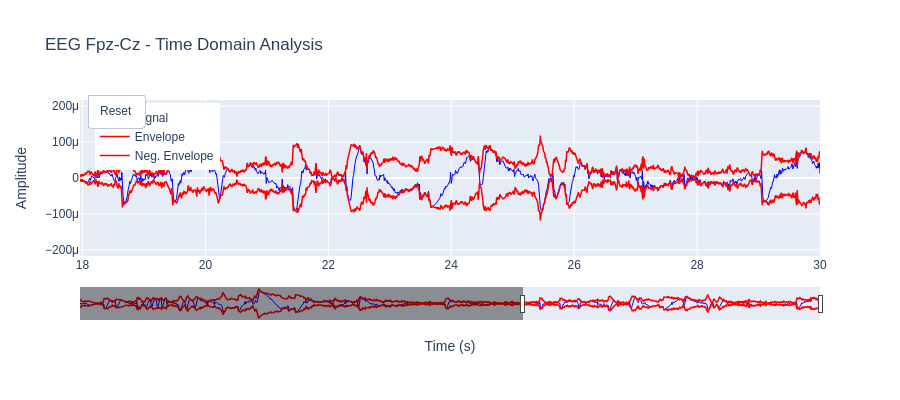 EEG Fpz-Cz - Time Domain Analysis
Reset
Envelope
Neg. Envelope
200μ
100μ
0
−100μ
−200μ
Amplitude
18 20 22 24 26 28 30
Time (s)